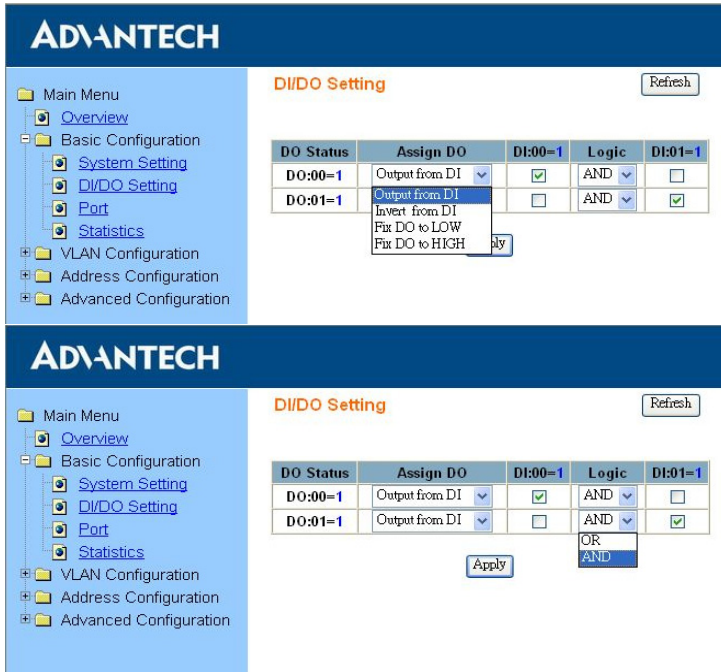 ADVANTECH
Main Menu
Overview
Basic Configuration
System Setting
DI/DO Setting
Port
Statistics
VLAN Configuration
Address Configuration
Advanced Configuration
DI/DO Setting
Refresh
DO Status Assign DO DI:00=1 Logic DI:01=1
DO:00=1 Output from DI AND
DO:01=1 AND
Output from DI
Invert from DI
Fix DO to LOW
Fix DO to HIGH
ADVANTECH
Main Menu
Overview
Basic Configuration
System Setting
DI/DO Setting
Port
Statistics
VLAN Configuration
Address Configuration
Advanced Configuration
DI/DO Setting
Refresh
DO Status Assign DO DI:00=1 Logic DI:01=1
DO:00=1 Output from DI AND
DO:01=1 Output from DI AND
OR
AND
Apply